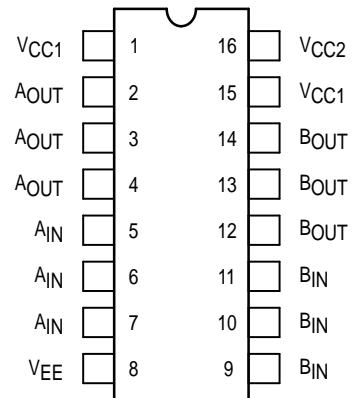 VCC1 1 16 VCC2
AOUT 2 15 VCC1
AOUT 3 14 BOUT
AOUT 4 13 BOUT
AIN 5 12 BOUT
AIN 6 11 BIN
AIN 7 10 BIN
VEE 8 9 BIN